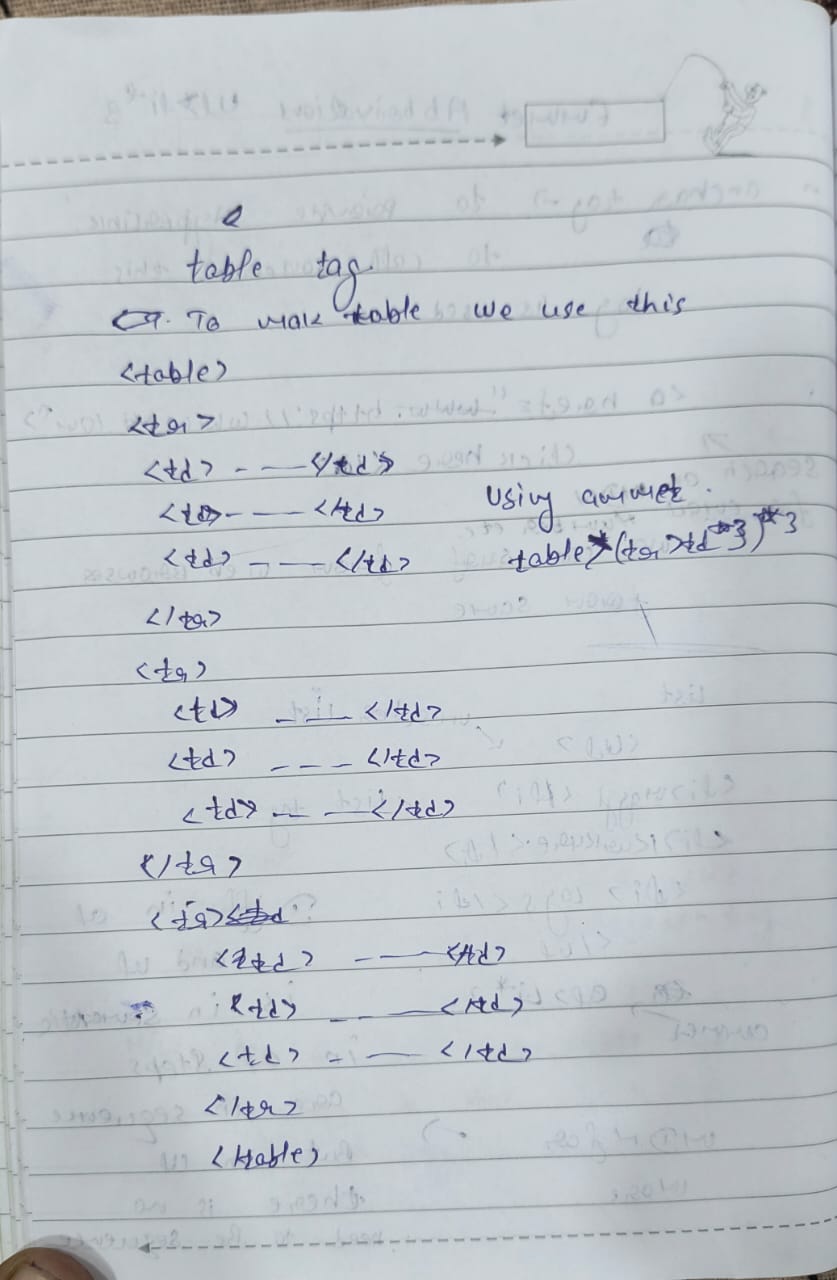 table tag
To make table we use this
<table>
<tr>
<td> - — </td>
<td> - — </td>
Using emmet.
<td> - — </td>
table>(tr>td*3)*3
</tr>
<tr>
<td> - — </td>
<td> - - - </td>
<td> - — </td>
</tr>
<tr>
<td> - — </td>
<td> - — </td>
<td> - — </td>
</tr>
</table>